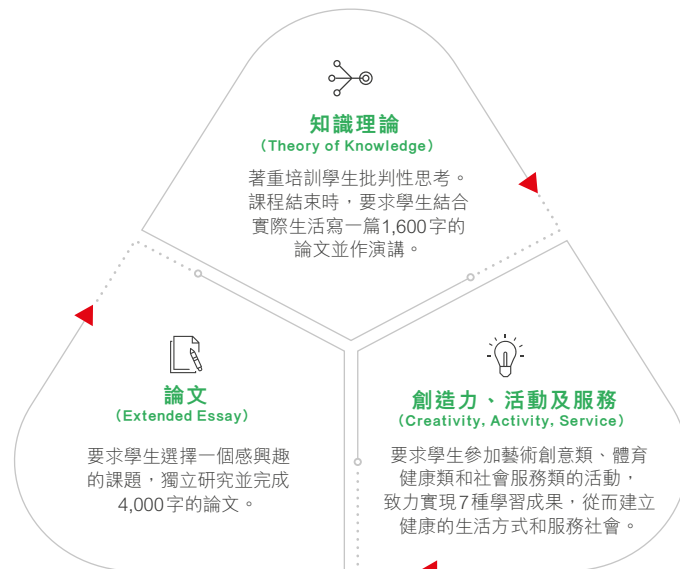 知識理論
(Theory of Knowledge)
著重培訓學生批判性思考。
課程結束時，要求學生結合
實際生活寫一篇1,600字的
論文並作演講。
論文
(Extended Essay)
要求學生選擇一個感興趣
的課題，獨立研究並完成
4,000字的論文。
創造力、活動及服務
(Creativity, Activity, Service)
要求學生參加藝術創意類、體育
健康類和社會服務類的活動，
致力實現7種學習成果，從而建立
健康的生活方式和服務社會。